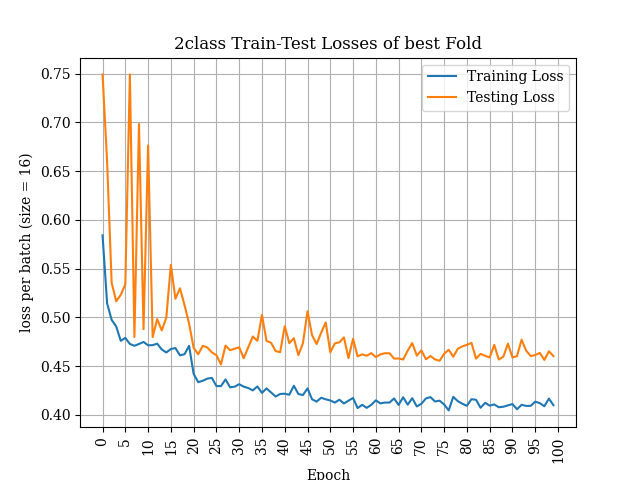 2class Train-Test Losses of best Fold
Training Loss
Testing Loss
loss per batch (size = 16)
0.75
0.70
0.65
0.60
0.55
0.50
0.45
0.40
0 5 10 15 20 25 30 35 40 45 50 55 60 65 70 75 80 85 90 95 100
Epoch